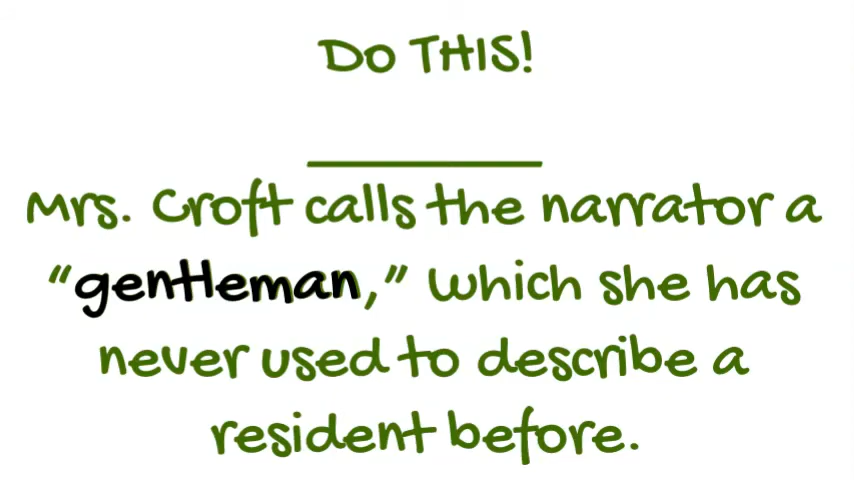 Do THIS!
Mrs. Croft calls the narrator a
“gentleman,” which she has
never used to describe a
resident before.